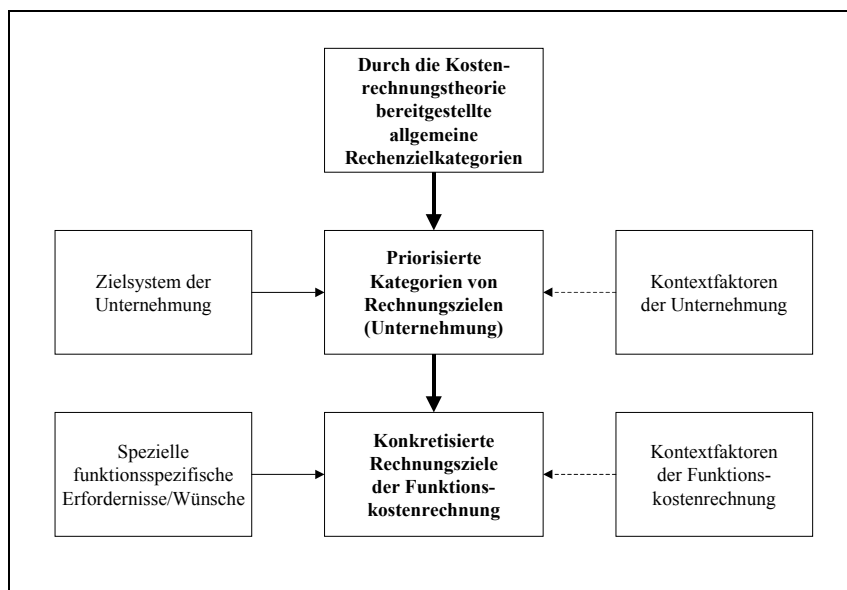 Durch die Kosten-
rechnungstheorie
bereitgestellte
allgemeine
Rechenzielkategorien
Zielsystem der
Unternehmung
Priorisierte
Kategorien von
Rechnungszielen
(Unternehmung)
Kontextfaktoren
der Unternehmung
Spezielle
funktionsspezifische
Erfordernisse/Wünsche
Konkretisierte
Rechnungsziele
der Funktions-
kostenrechnung
Kontextfaktoren
der Funktions-
kostenrechnung